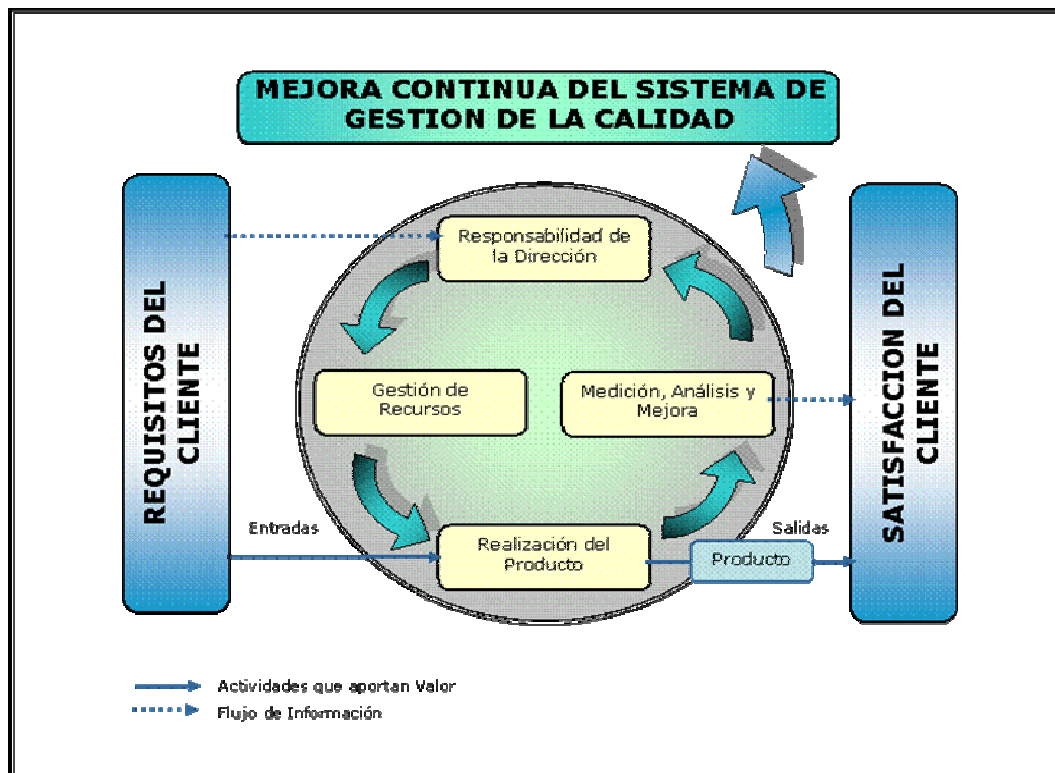 MEJORA CONTINUA DEL SISTEMA DE
GESTION DE LA CALIDAD
REQUISITOS DEL
CLIENTE
Responsabilidad de
la Dirección
Gestión de
Recursos
Medición, Análisis y
Mejora
Entradas
Realización del
Producto
Salidas
Producto
SATISFACCION DEL
CLIENTE
Actividades que aportan Valor
Flujo de Información